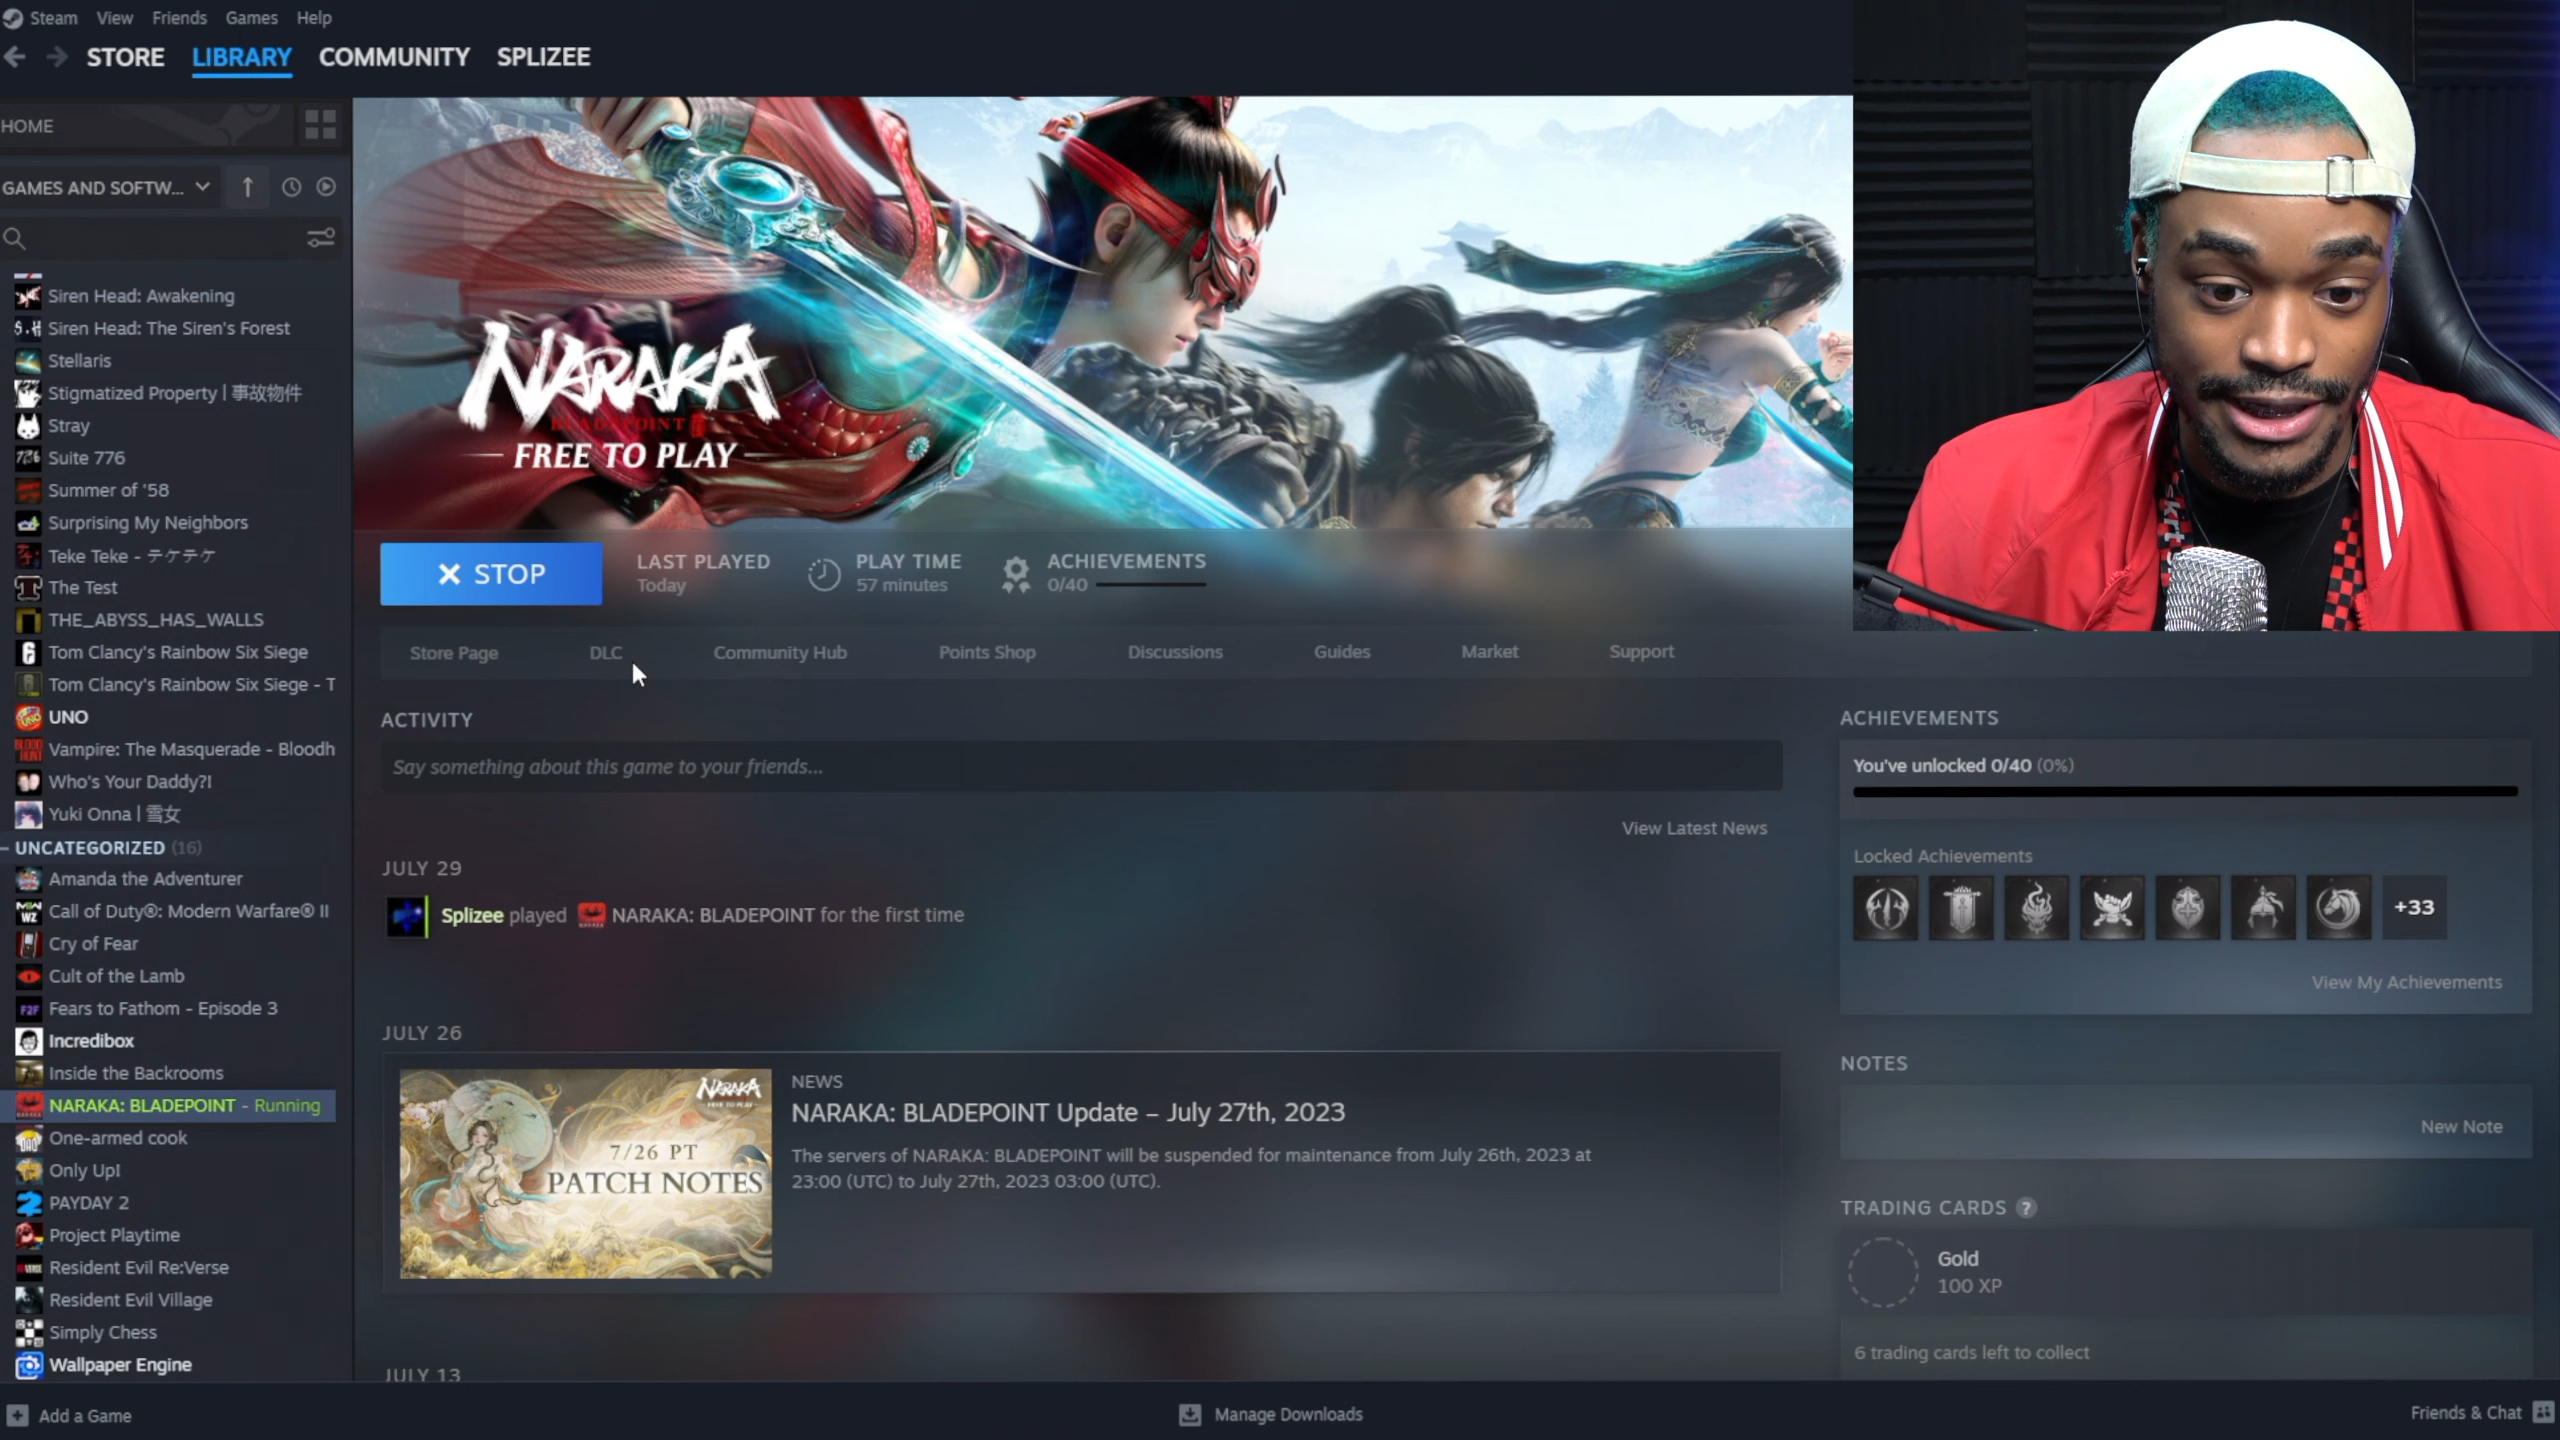 Steam View Friends Games Help
STORE LIBRARY COMMUNITY SPLIZEE
HOME
GAMES AND SOFTW...
Siren Head: Awakening
Siren Head: The Siren's Forest
Stellaris
Stigmatized Property | 事故物件
Stray
Suite 776
Summer of '58
Surprising My Neighbors
Teke Teke - テケテケ
The Test
THE_ABYSS_HAS_WALLS
Tom Clancy's Rainbow Six Siege
Tom Clancy's Rainbow Six Siege - T
UNO
Vampire: The Masquerade - Bloodh
Who's Your Daddy?!
Yuki Onna | 雪女
UNCATEGORIZED (16)
Amanda the Adventurer
Call of Duty®: Modern Warfare® II
Cry of Fear
Cult of the Lamb
Fears to Fathom - Episode 3
Incredibox
Inside the Backrooms
NARAKA: BLADEPOINT - Running
One-armed cook
Only Up!
PAYDAY 2
Project Playtime
Resident Evil Re:Verse
Resident Evil Village
Simply Chess
Wallpaper Engine
NARAKA
BLADEPOINT
FREE TO PLAY
STOP
LAST PLAYED
Today
PLAY TIME
57 minutes
ACHIEVEMENTS
0/40
Store Page DLC Community Hub Points Shop Discussions Guides Market Support
ACTIVITY
Say something about this game to your friends...
View Latest News
JULY 29
Splizee played NARAKA: BLADEPOINT for the first time
JULY 26
NARAKA
FREE TO PLAY
7/26 PT
PATCH NOTES
NEWS
NARAKA: BLADEPOINT Update – July 27th, 2023
The servers of NARAKA: BLADEPOINT will be suspended for maintenance from July 26th, 2023 at
23:00 (UTC) to July 27th, 2023 03:00 (UTC).
JULY 13
ACHIEVEMENTS
You've unlocked 0/40 (0%)
Locked Achievements
+33
View My Achievements
NOTES
New Note
TRADING CARDS ?
Gold
100 XP
6 trading cards left to collect
Add a Game
Manage Downloads
Friends & Chat
skrt